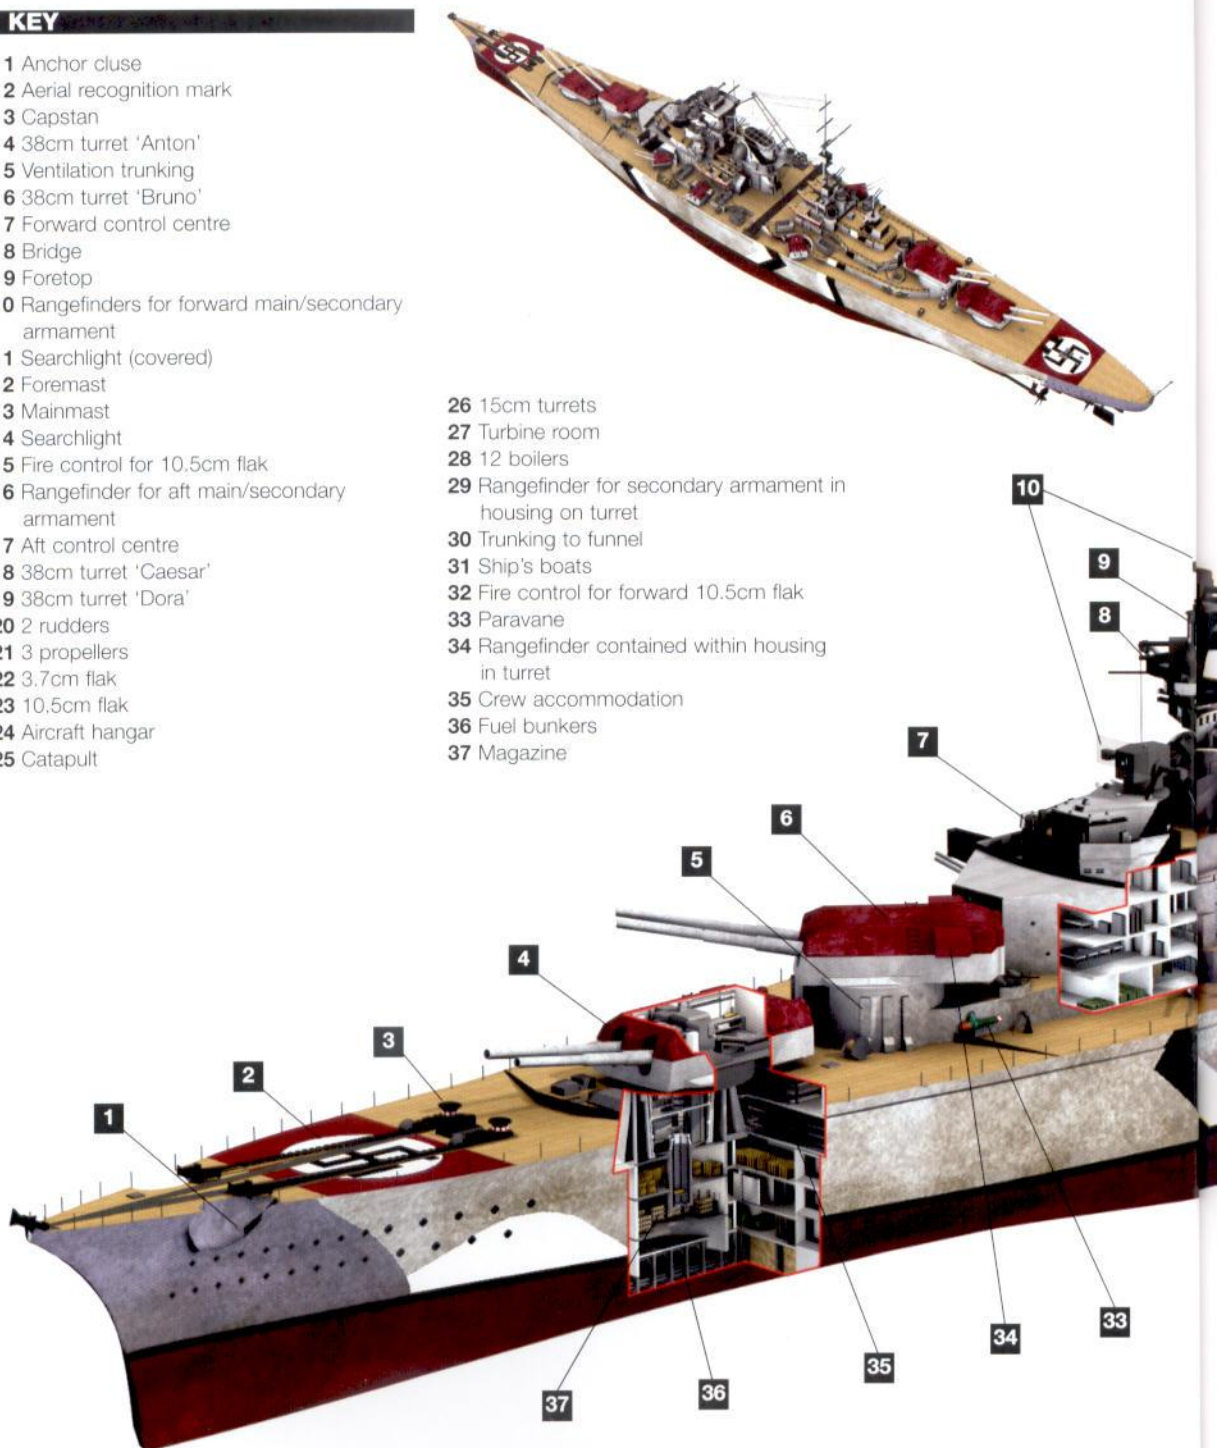 KEY
1 Anchor cluse
2 Aerial recognition mark
3 Capstan
4 38cm turret 'Anton'
5 Ventilation trunking
6 38cm turret 'Bruno'
7 Forward control centre
8 Bridge
9 Foretop
0 Rangefinders for forward main/secondary
armament
1 Searchlight (covered)
2 Foremast
3 Mainmast
4 Searchlight
5 Fire control for 10.5cm flak
6 Rangefinder for aft main/secondary
armament
7 Aft control centre
8 38cm turret 'Caesar'
9 38cm turret 'Dora'
20 2 rudders
21 3 propellers
22 3.7cm flak
23 10.5cm flak
24 Aircraft hangar
25 Catapult
26 15cm turrets
27 Turbine room
28 12 boilers
29 Rangefinder for secondary armament in
housing on turret
30 Trunking to funnel
31 Ship's boats
32 Fire control for forward 10.5cm flak
33 Paravane
34 Rangefinder contained within housing
in turret
35 Crew accommodation
36 Fuel bunkers
37 Magazine
10
9
8
7
6
5
4
3
2
1
33
34
35
36
37